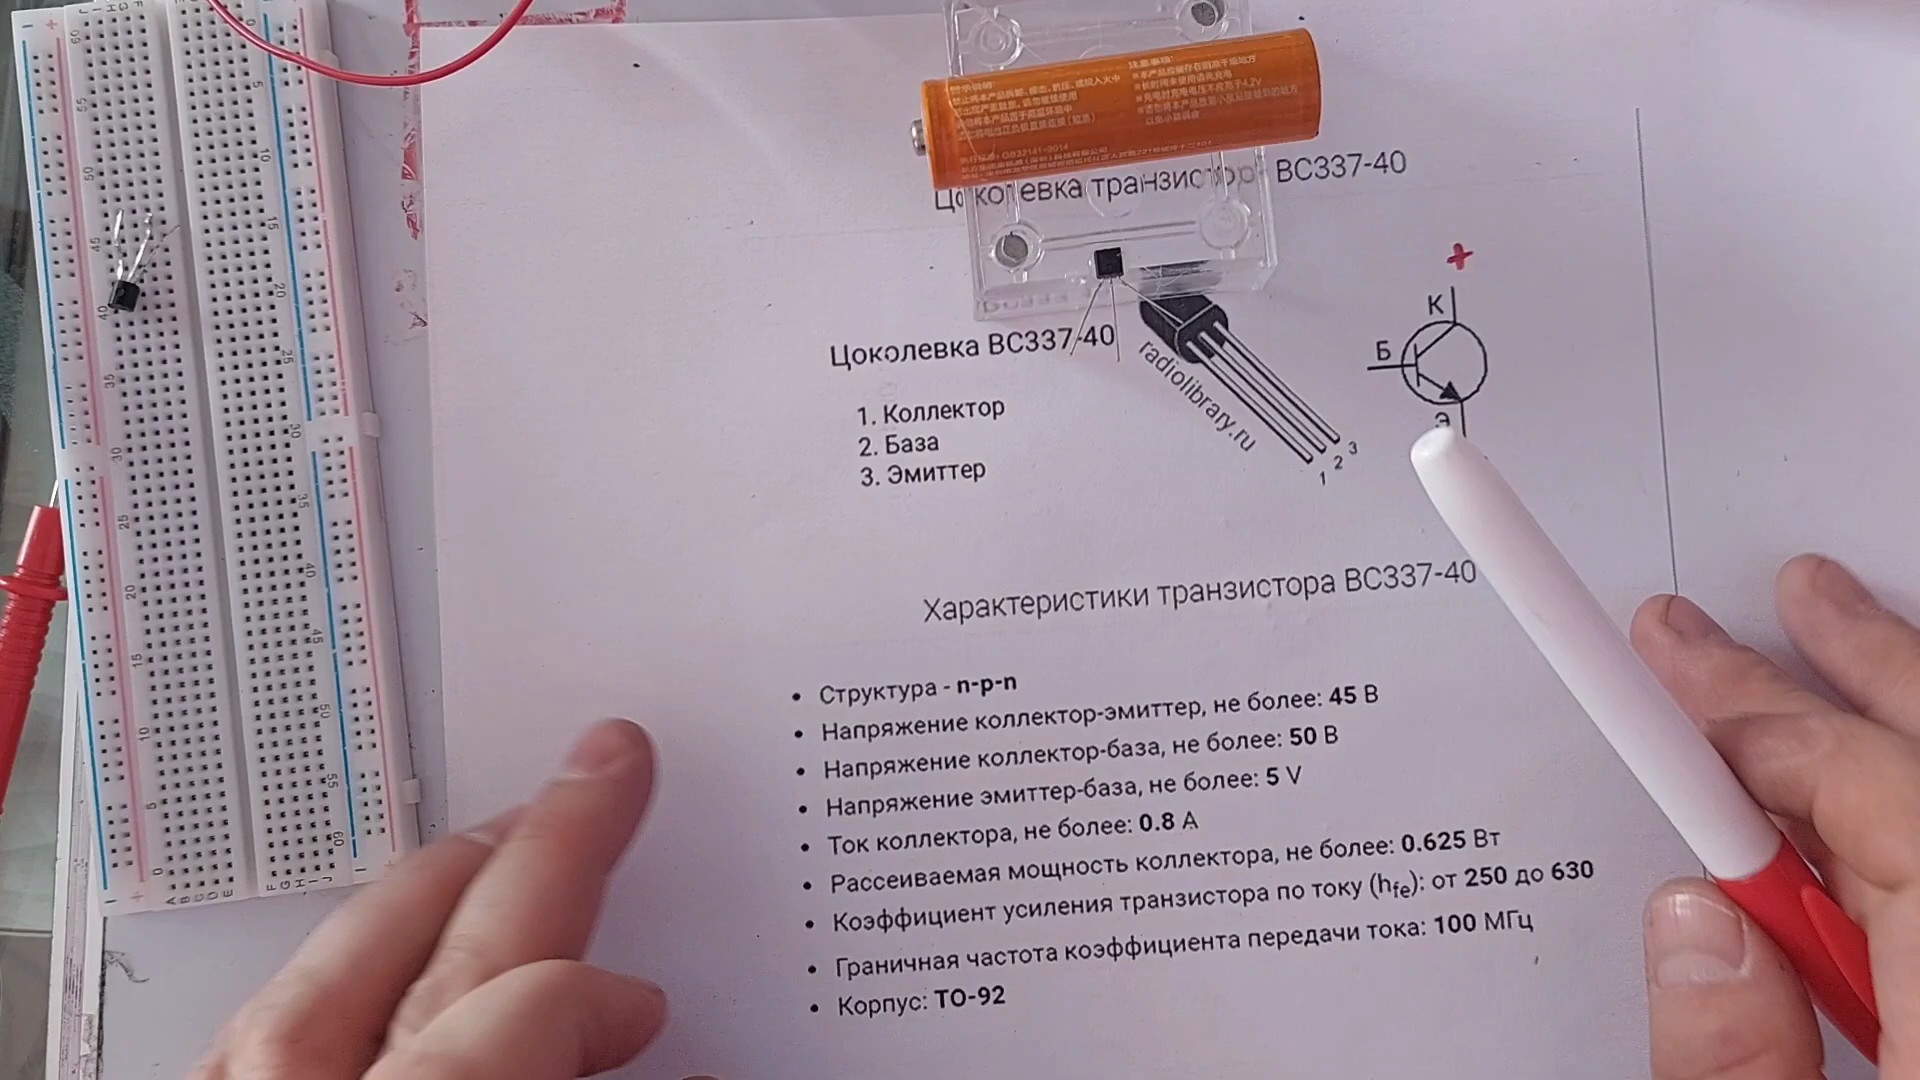 Цоколевка транзистора BC337-40
+
К
Б
Э
Цоколевка BC337-40
1. Коллектор
2. База
3. Эмиттер
radiolibrary.ru
1
2
3
Характеристики транзистора BC337-40
• Структура - n-p-n
• Напряжение коллектор-эмиттер, не более: 45 В
• Напряжение коллектор-база, не более: 50 В
• Напряжение эмиттер-база, не более: 5 V
• Ток коллектора, не более: 0.8 А
• Рассеиваемая мощность коллектора, не более: 0.625 Вт
• Коэффициент усиления транзистора по току (hfe): от 250 до 630
• Граничная частота коэффициента передачи тока: 100 МГц
• Корпус: TO-92